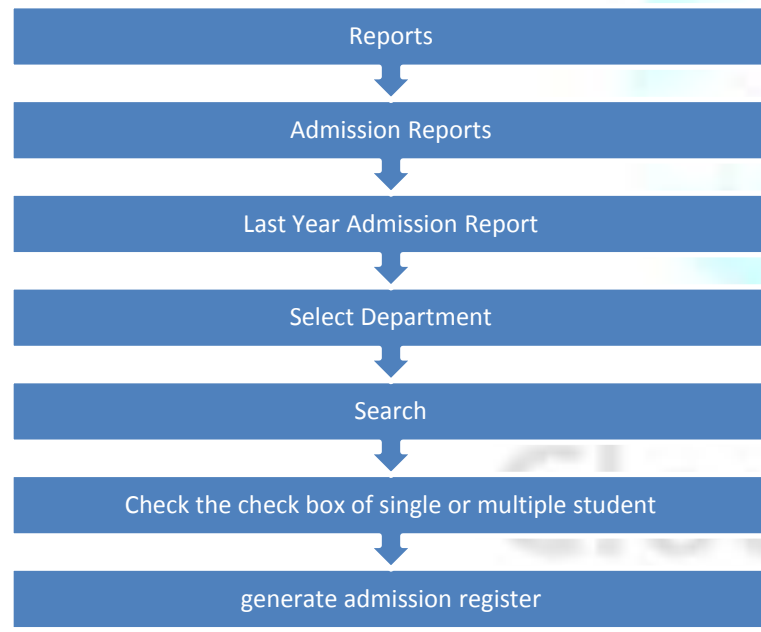 Reports
Admission Reports
Last Year Admission Report
Select Department
Search
Check the check box of single or multiple student
generate admission register